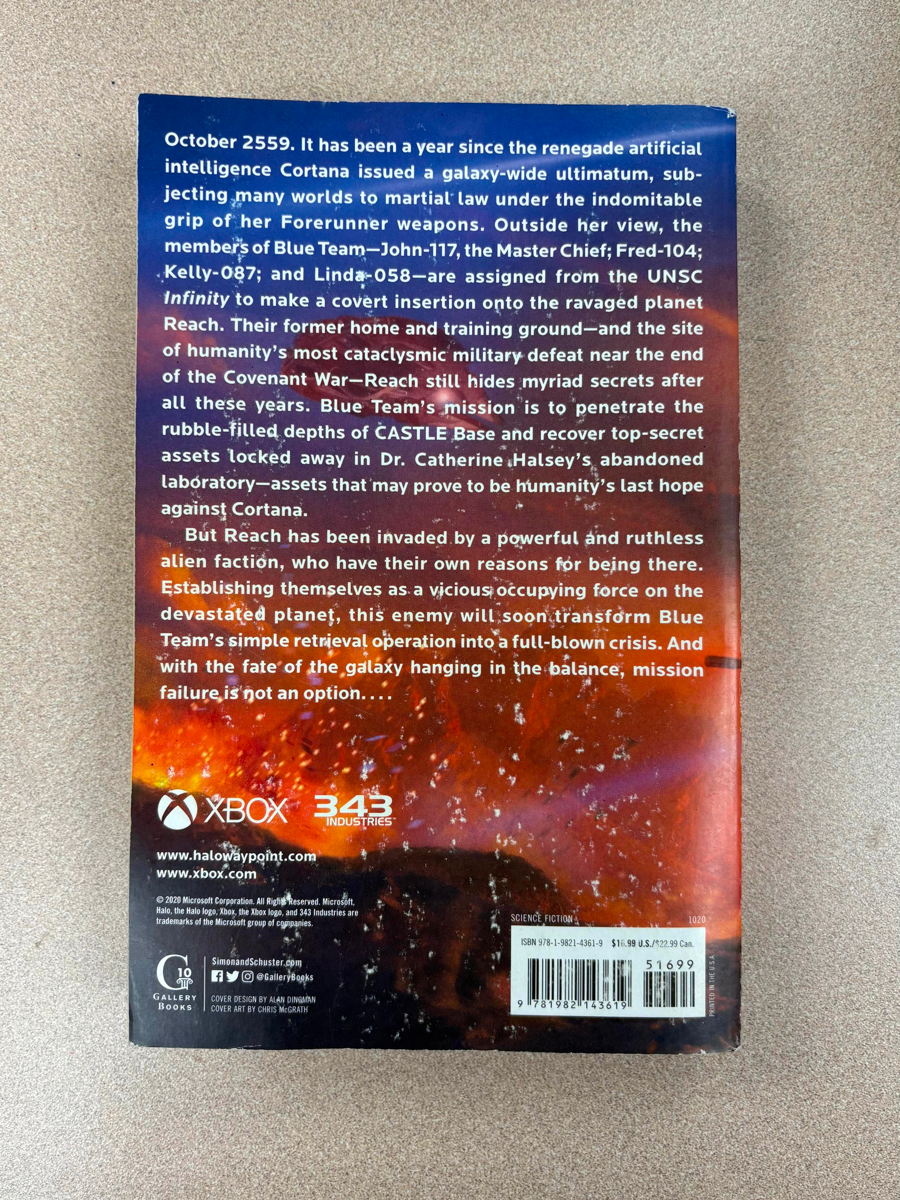 October 2559. It has been a year since the renegade artificial
intelligence Cortana issued a galaxy-wide ultimatum, sub-
jecting many worlds to martial law under the indomitable
grip of her Forerunner weapons. Outside her view, the
members of Blue Team—John-117, the Master Chief; Fred-104;
Kelly-087; and Linda-058—are assigned from the UNSC
Infinity to make a covert insertion onto the ravaged planet
Reach. Their former home and training ground—and the site
of humanity's most cataclysmic military defeat near the end
of the Covenant War—Reach still hides myriad secrets after
all these years. Blue Team's mission is to penetrate the
rubble-filled depths of CASTLE Base and recover top-secret
assets locked away in Dr. Catherine Halsey's abandoned
laboratory—assets that may prove to be humanity's last hope
against Cortana.
But Reach has been invaded by a powerful and ruthless
alien faction, who have their own reasons for being there.
Establishing themselves as a vicious occupying force on the
devastated planet, this enemy will soon transform Blue
Team's simple retrieval operation into a full-blown crisis. And
with the fate of the galaxy hanging in the balance, mission
failure is not an option. . . .
XBOX
343
INDUSTRIES™
www.halowaypoint.com
www.xbox.com
© 2020 Microsoft Corporation. All Rights Reserved. Microsoft,
Halo, the Halo logo, Xbox, the Xbox logo, and 343 Industries are
trademarks of the Microsoft group of companies.
G 10
GALLERY
BOOKS
SimonandSchuster.com
@GalleryBooks
COVER DESIGN BY ALAN DINGMAN
COVER ART BY CHRIS McGRATH
SCIENCE FICTION 1020
ISBN 978-1-9821-4361-9 $16.99 U.S./$22.99 Can.
51699
9 781982 143619
PRINTED IN THE U.S.A.